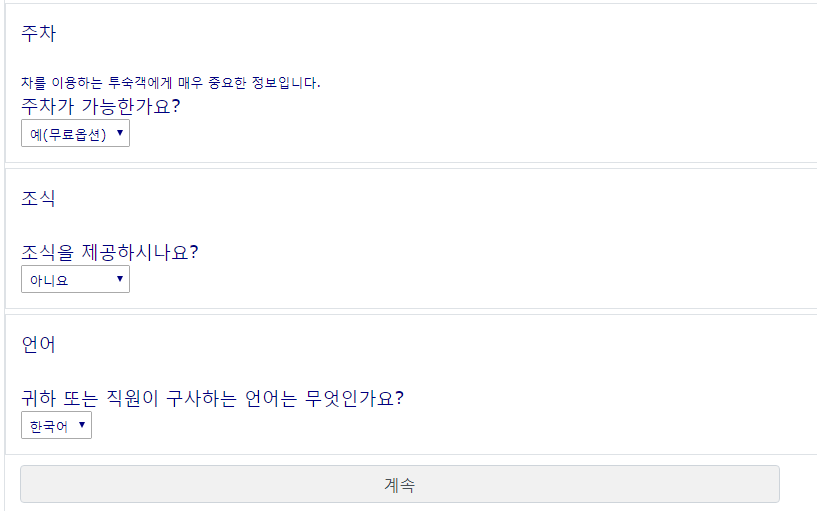 주차
차를 이용하는 투숙객에게 매우 중요한 정보입니다.
주차가 가능한가요?
예(무료옵션)
조식
조식을 제공하시나요?
아니요
언어
귀하 또는 직원이 구사하는 언어는 무엇인가요?
한국어
계속